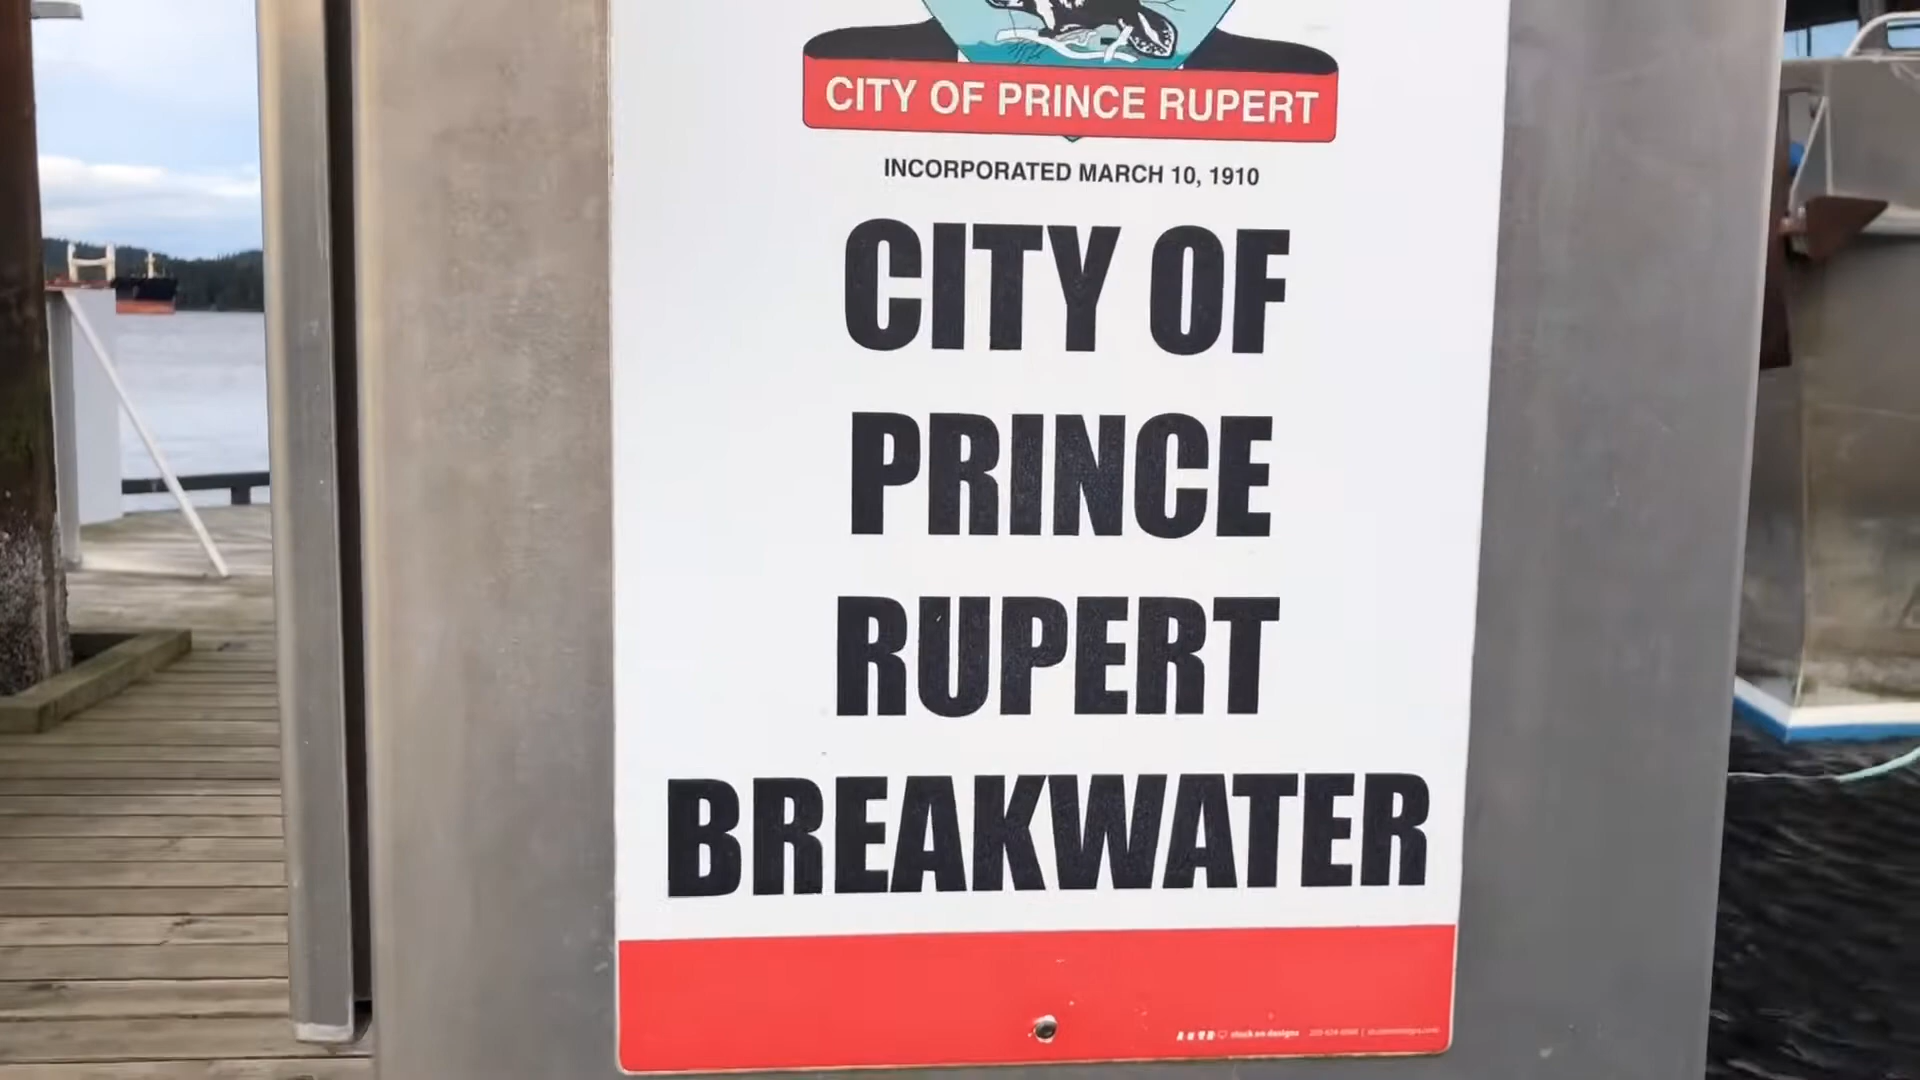 CITY OF PRINCE RUPERT
INCORPORATED MARCH 10, 1910
CITY OF
PRINCE
RUPERT
BREAKWATER